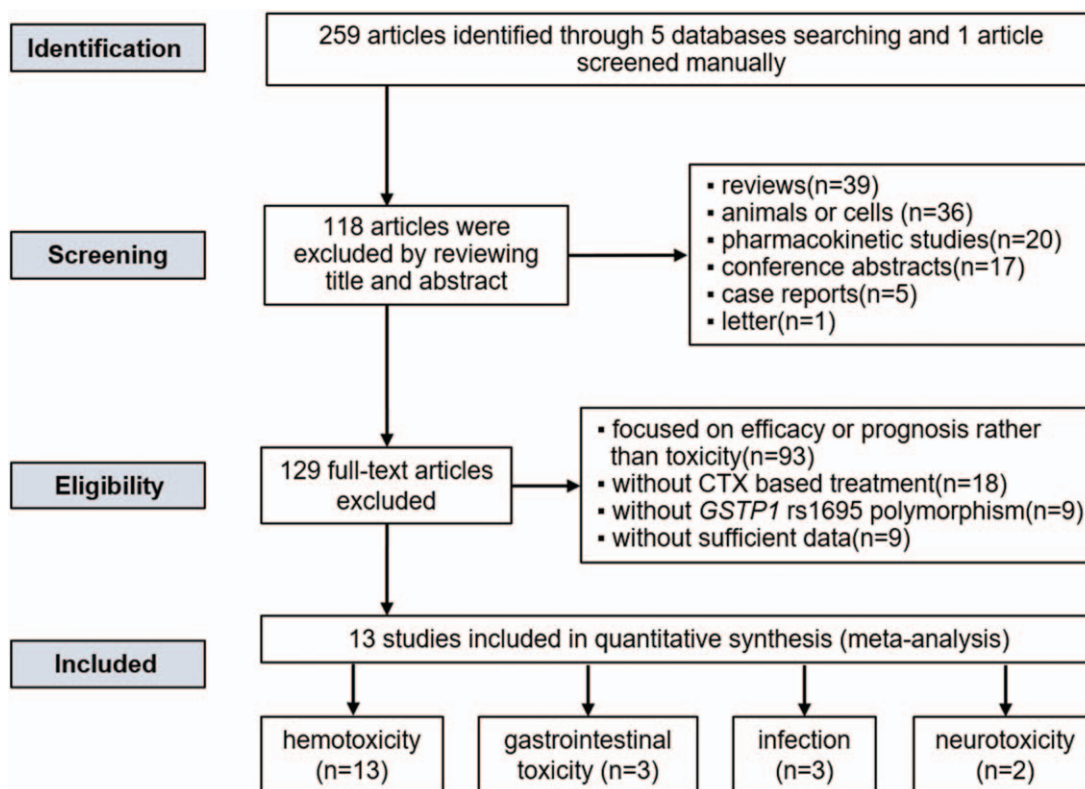 Identification
259 articles identified through 5 databases searching and 1 article
screened manually
Screening
118 articles were
excluded by reviewing
title and abstract
▪ reviews(n=39)
▪ animals or cells (n=36)
▪ pharmacokinetic studies(n=20)
▪ conference abstracts(n=17)
▪ case reports(n=5)
▪ letter(n=1)
Eligibility
129 full-text articles
excluded
▪ focused on efficacy or prognosis rather
than toxicity(n=93)
▪ without CTX based treatment(n=18)
▪ without GSTP1 rs1695 polymorphism(n=9)
▪ without sufficient data(n=9)
Included
13 studies included in quantitative synthesis (meta-analysis)
hemotoxicity
(n=13)
gastrointestinal
toxicity (n=3)
infection
(n=3)
neurotoxicity
(n=2)